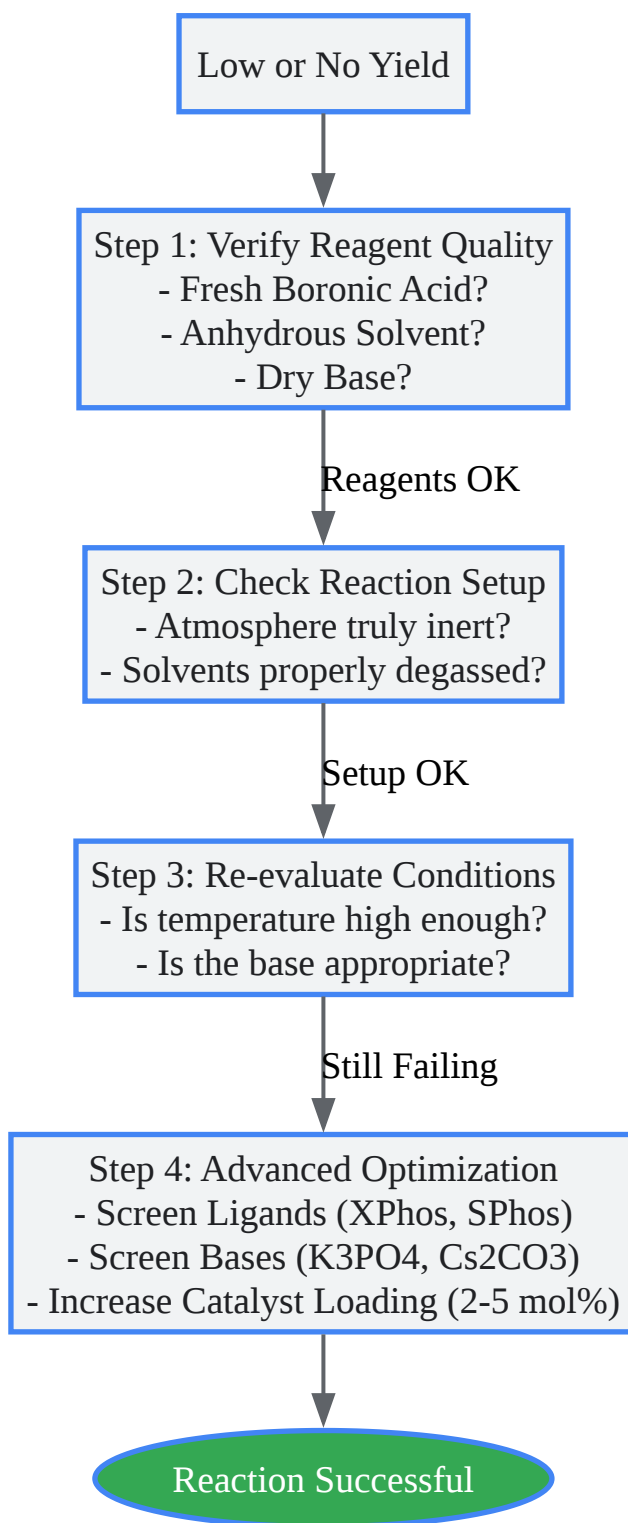 Low or No Yield
Step 1: Verify Reagent Quality
- Fresh Boronic Acid?
- Anhydrous Solvent?
- Dry Base?
Reagents OK
Step 2: Check Reaction Setup
- Atmosphere truly inert?
- Solvents properly degassed?
Setup OK
Step 3: Re-evaluate Conditions
- Is temperature high enough?
- Is the base appropriate?
Still Failing
Step 4: Advanced Optimization
- Screen Ligands (XPhos, SPhos)
- Screen Bases (K3PO4, Cs2CO3)
- Increase Catalyst Loading (2-5 mol%)
Reaction Successful